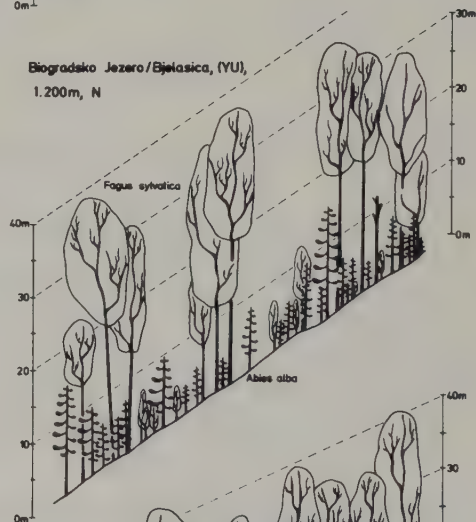 0m
30m
Biogradsko Jezero/Bjelasica, (YU),
1.200m, N
20
Fagus sylvatica
10
40m
0m
30
20
Abies alba
40m
10
30
0m